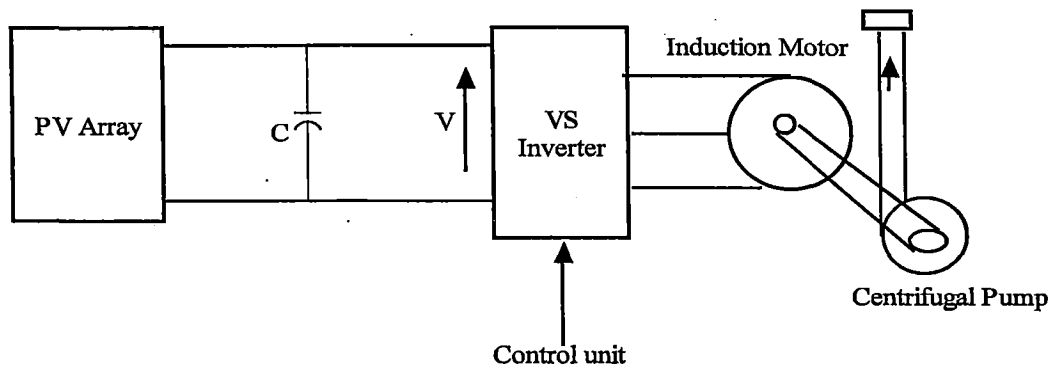 PV Array
C
V
VS
Inverter
Induction Motor
Centrifugal Pump
Control unit